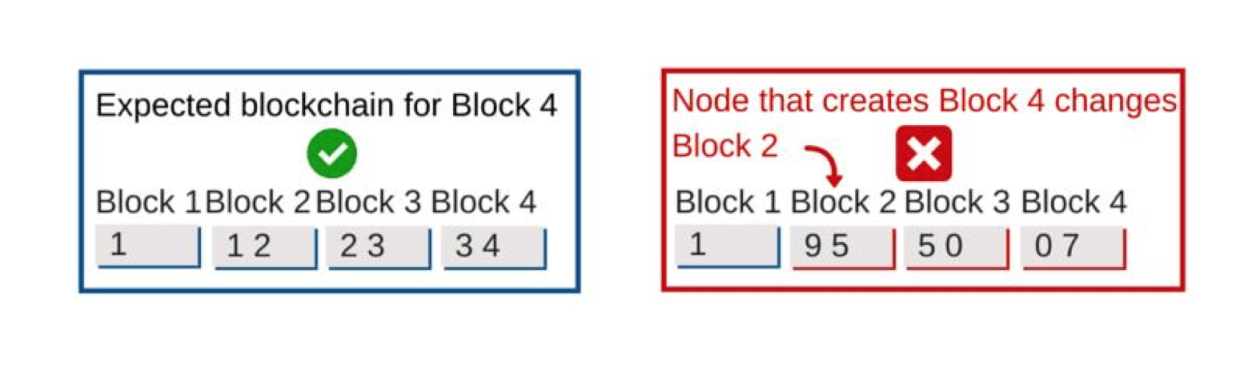 Expected blockchain for Block 4
Block 1 Block 2 Block 3 Block 4
1 1 2 2 3 3 4
Node that creates Block 4 changes
Block 2
Block 1 Block 2 Block 3 Block 4
1 9 5 5 0 0 7